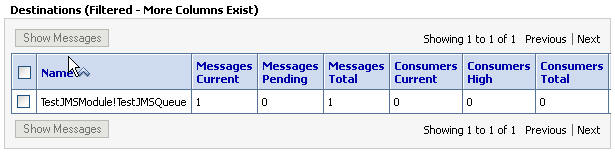 Destinations (Filtered - More Columns Exist)
Show Messages
Showing 1 to 1 of 1 Previous | Next
Name Messages Current Messages Pending Messages Total Consumers Current Consumers High Consumers Total
TestJMSModule!TestJMSQueue 1 0 1 0 0 0
Show Messages
Showing 1 to 1 of 1 Previous | Next